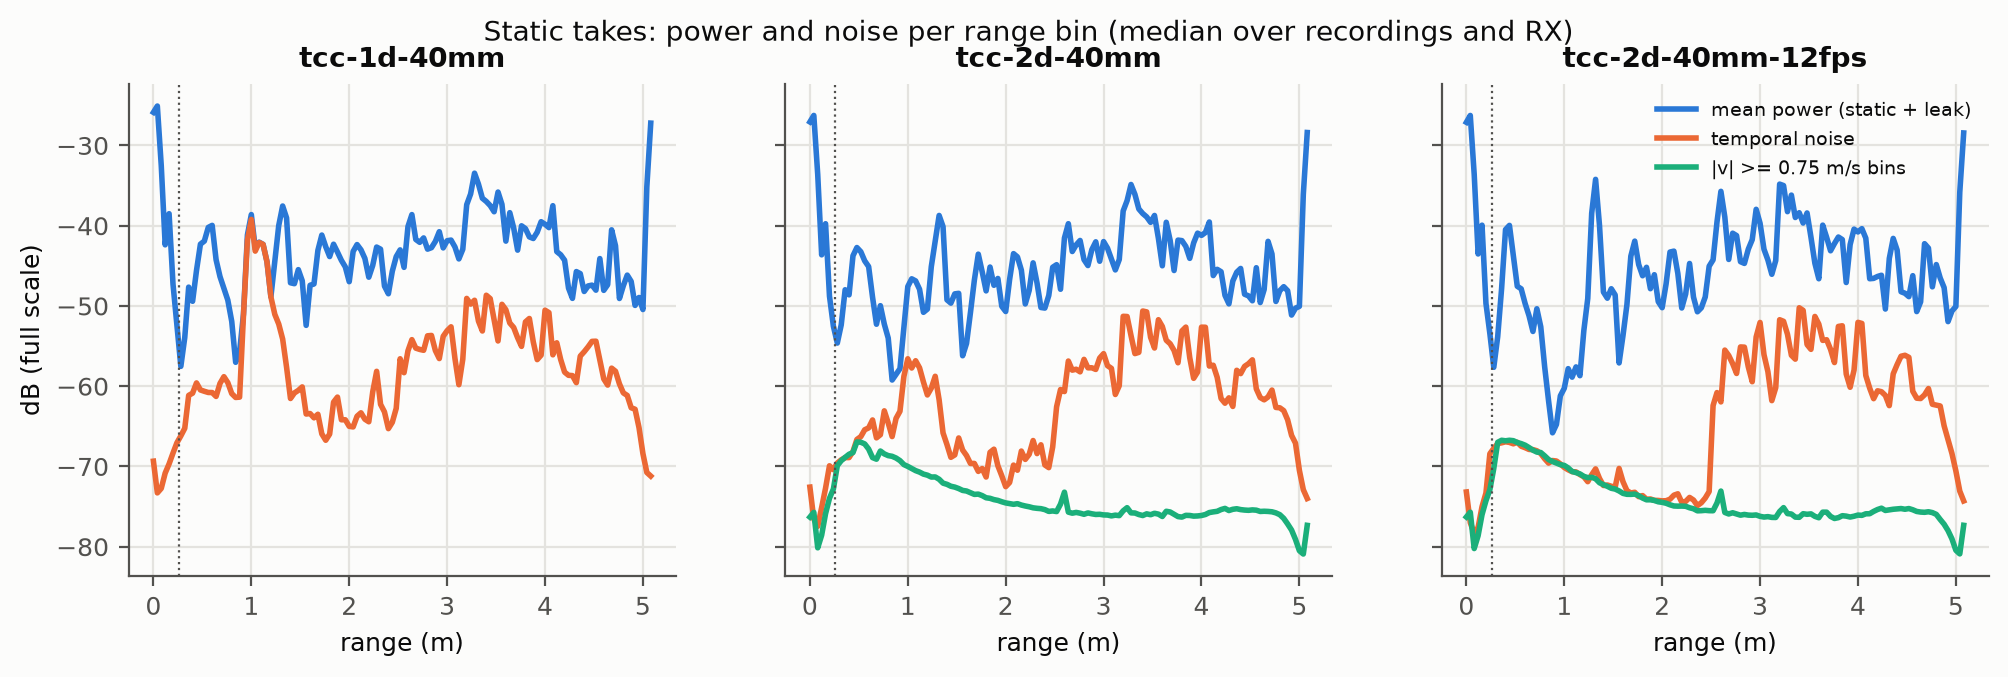 Static takes: power and noise per range bin (median over recordings and RX)
tcc-1d-40mm
tcc-2d-40mm
tcc-2d-40mm-12fps
mean power (static + leak)
temporal noise
|v| >= 0.75 m/s bins
dB (full scale)
−30
−40
−50
−60
−70
−80
0 1 2 3 4 5
0 1 2 3 4 5
0 1 2 3 4 5
range (m)
range (m)
range (m)